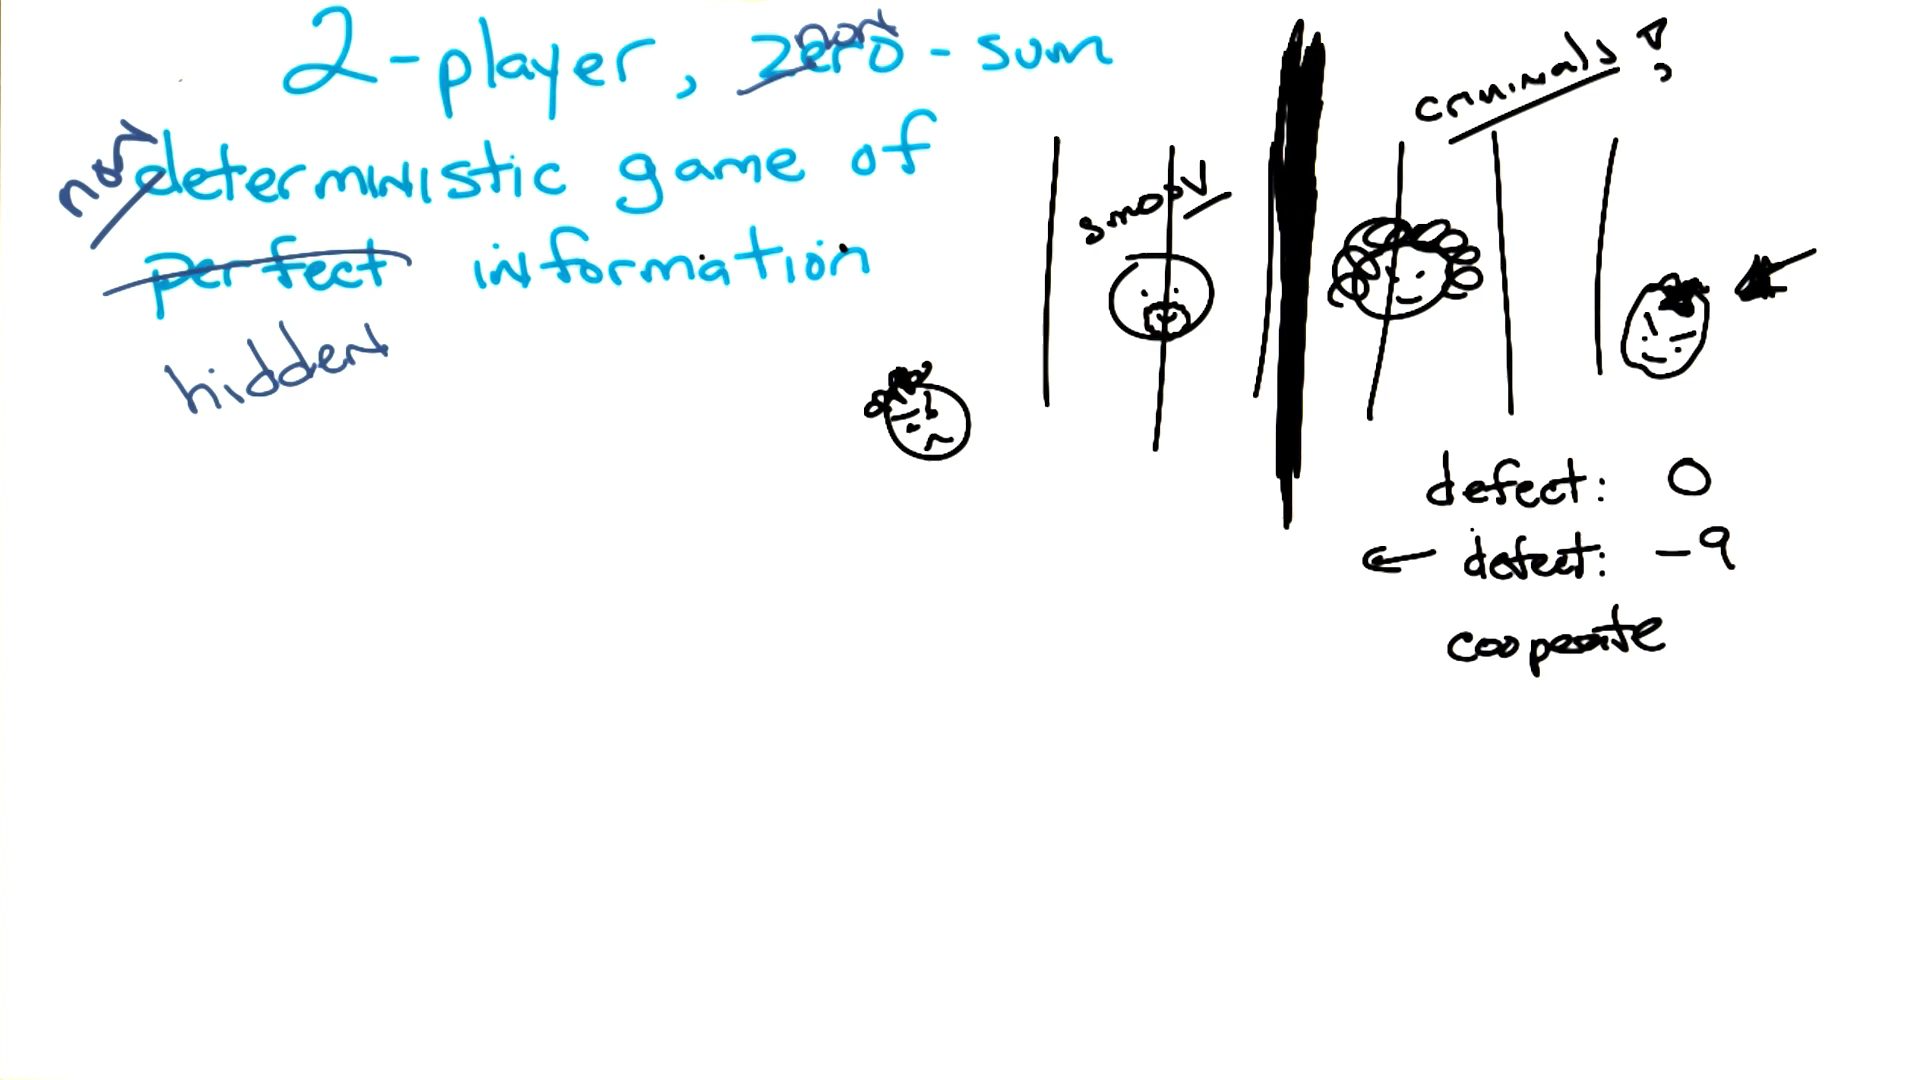 2-player, zero-sum
non
non
deterministic game of
perfect information
hidden
criminals!
smoov
defect: 0
← defect: -9
cooperate